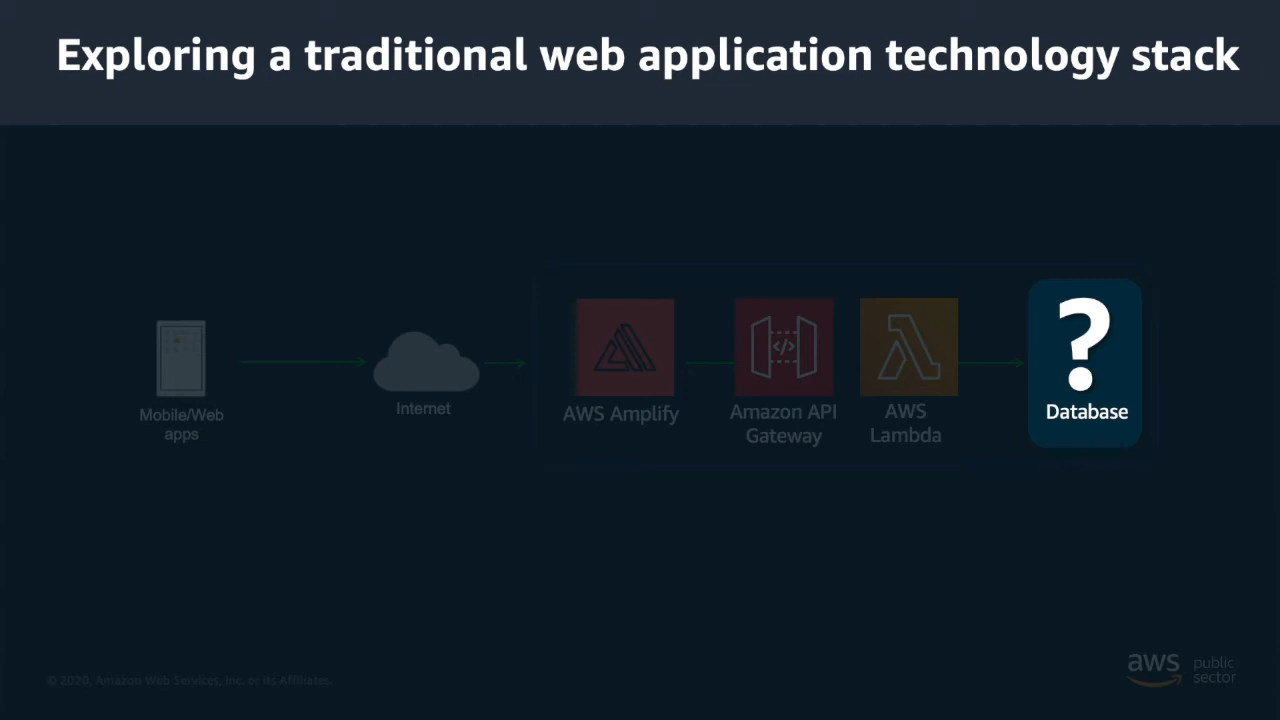 Exploring a traditional web application technology stack
Mobile/Web
apps
Internet
AWS Amplify
Amazon API
Gateway
AWS
Lambda
?
Database
© 2020, Amazon Web Services, Inc. or its Affiliates.
aws
public
sector